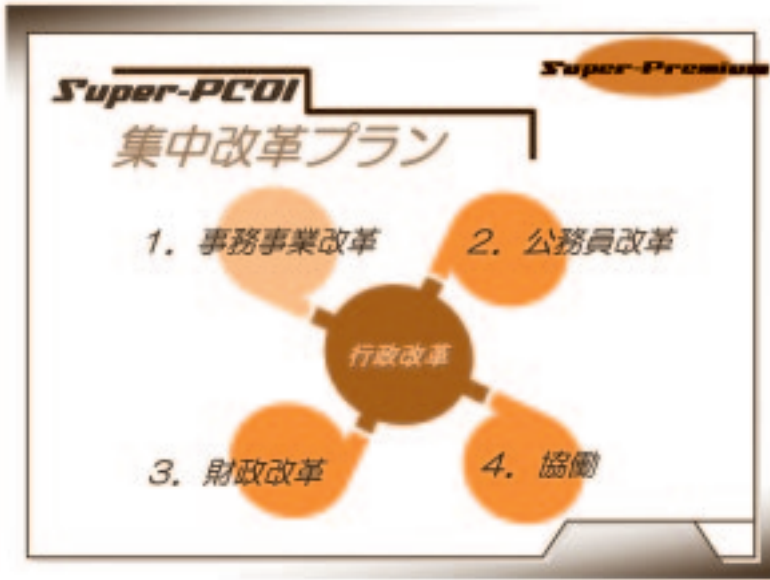 Super-Premium
Super-PC01
集中改革プラン
1. 事務事業改革
2. 公務員改革
行政改革
3. 財政改革
4. 協働